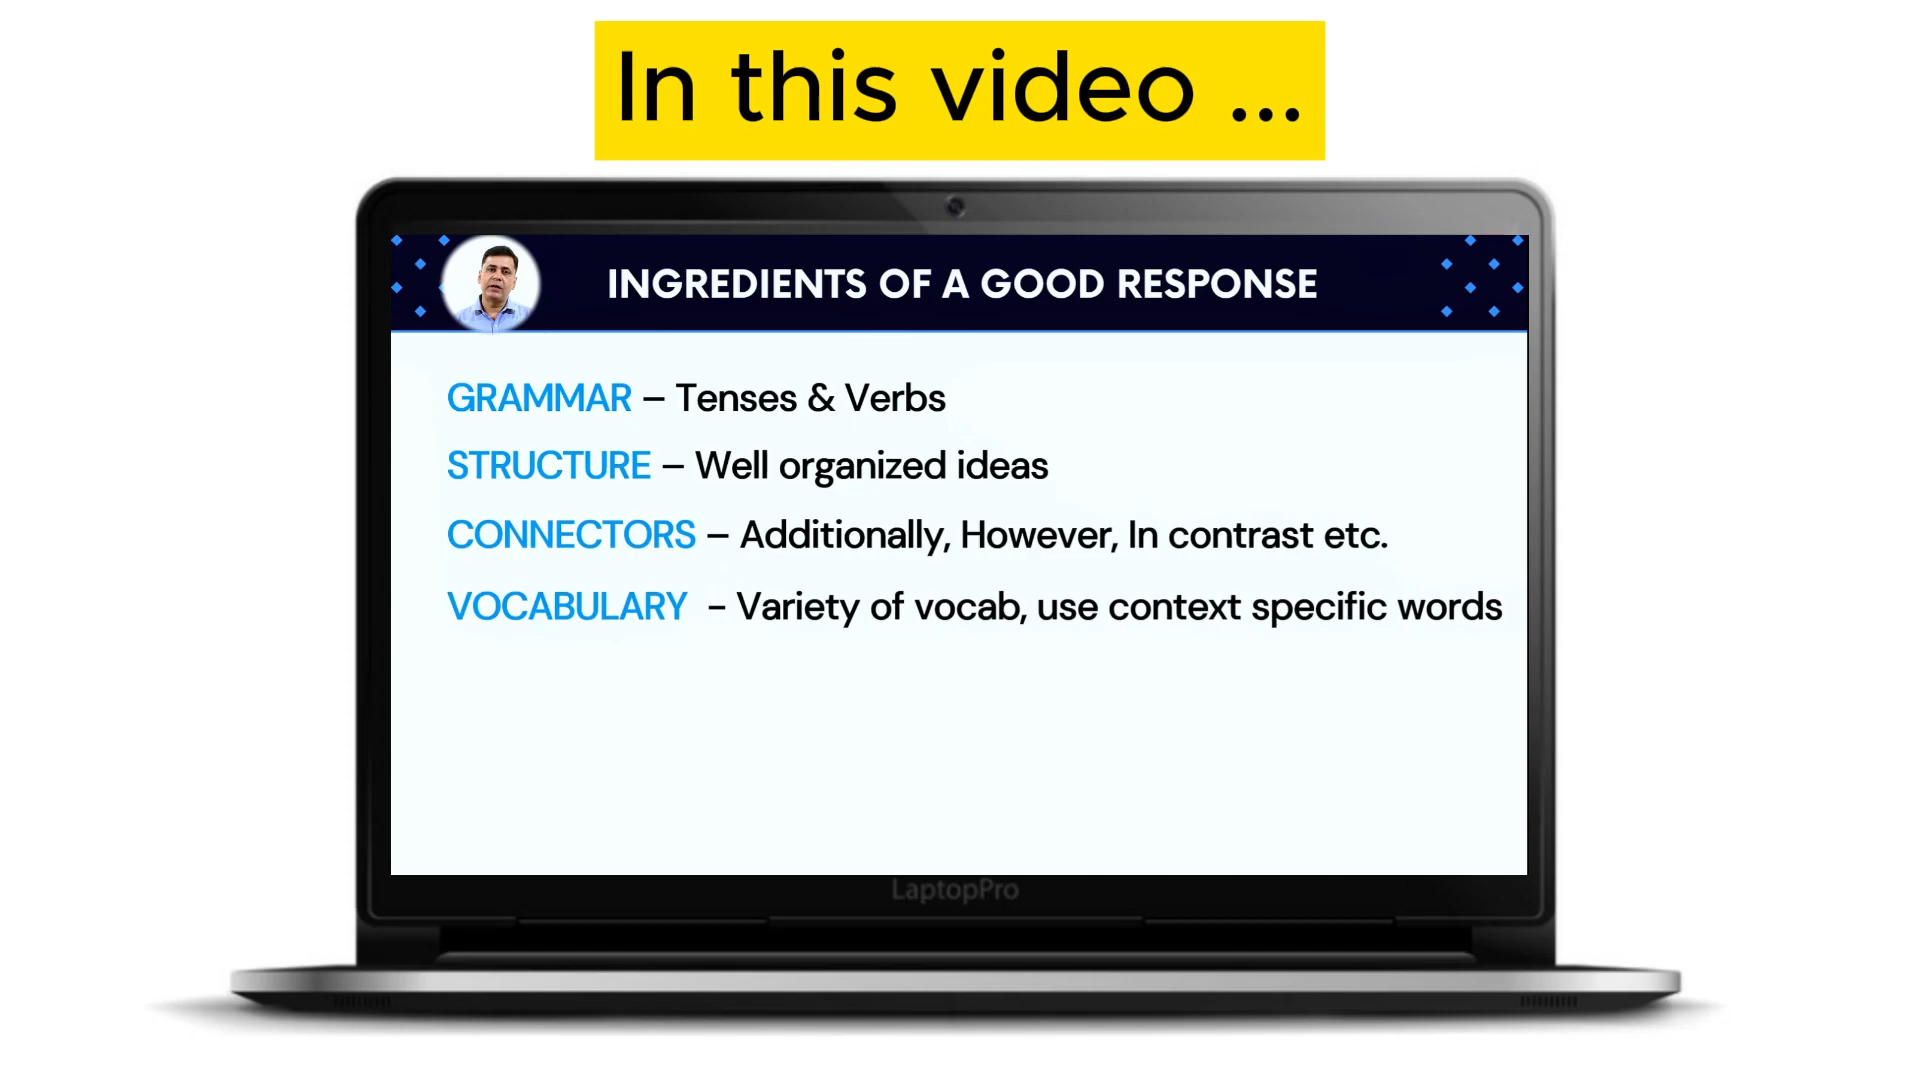 In this video ...
INGREDIENTS OF A GOOD RESPONSE
GRAMMAR – Tenses & Verbs
STRUCTURE – Well organized ideas
CONNECTORS – Additionally, However, In contrast etc.
VOCABULARY - Variety of vocab, use context specific words
LaptopPro